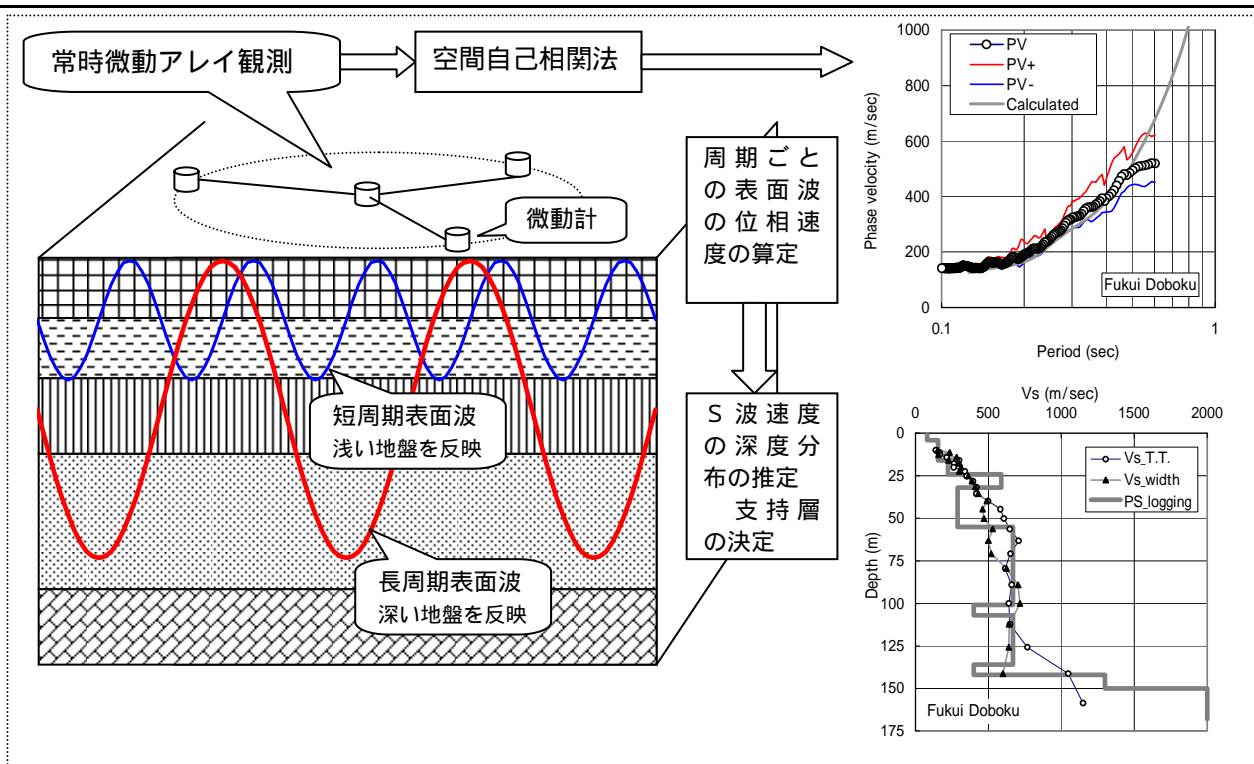 常時微動アレイ観測
空間自己相関法
微動計
短周期表面波
浅い地盤を反映
長周期表面波
深い地盤を反映
周期ごと
の表面波
の位相速
度の算定
S波速度
の深度分
布の推定
支持層
の決定
1000
800
600
400
200
0
Phase velocity (m/sec)
PV
PV+
PV-
Calculated
Fukui Doboku
0.1
1
Period (sec)
Vs (m/sec)
0
500
1000
1500
2000
0
25
50
75
100
125
150
175
Depth (m)
Vs_T.T.
Vs_width
PS_logging
Fukui Doboku